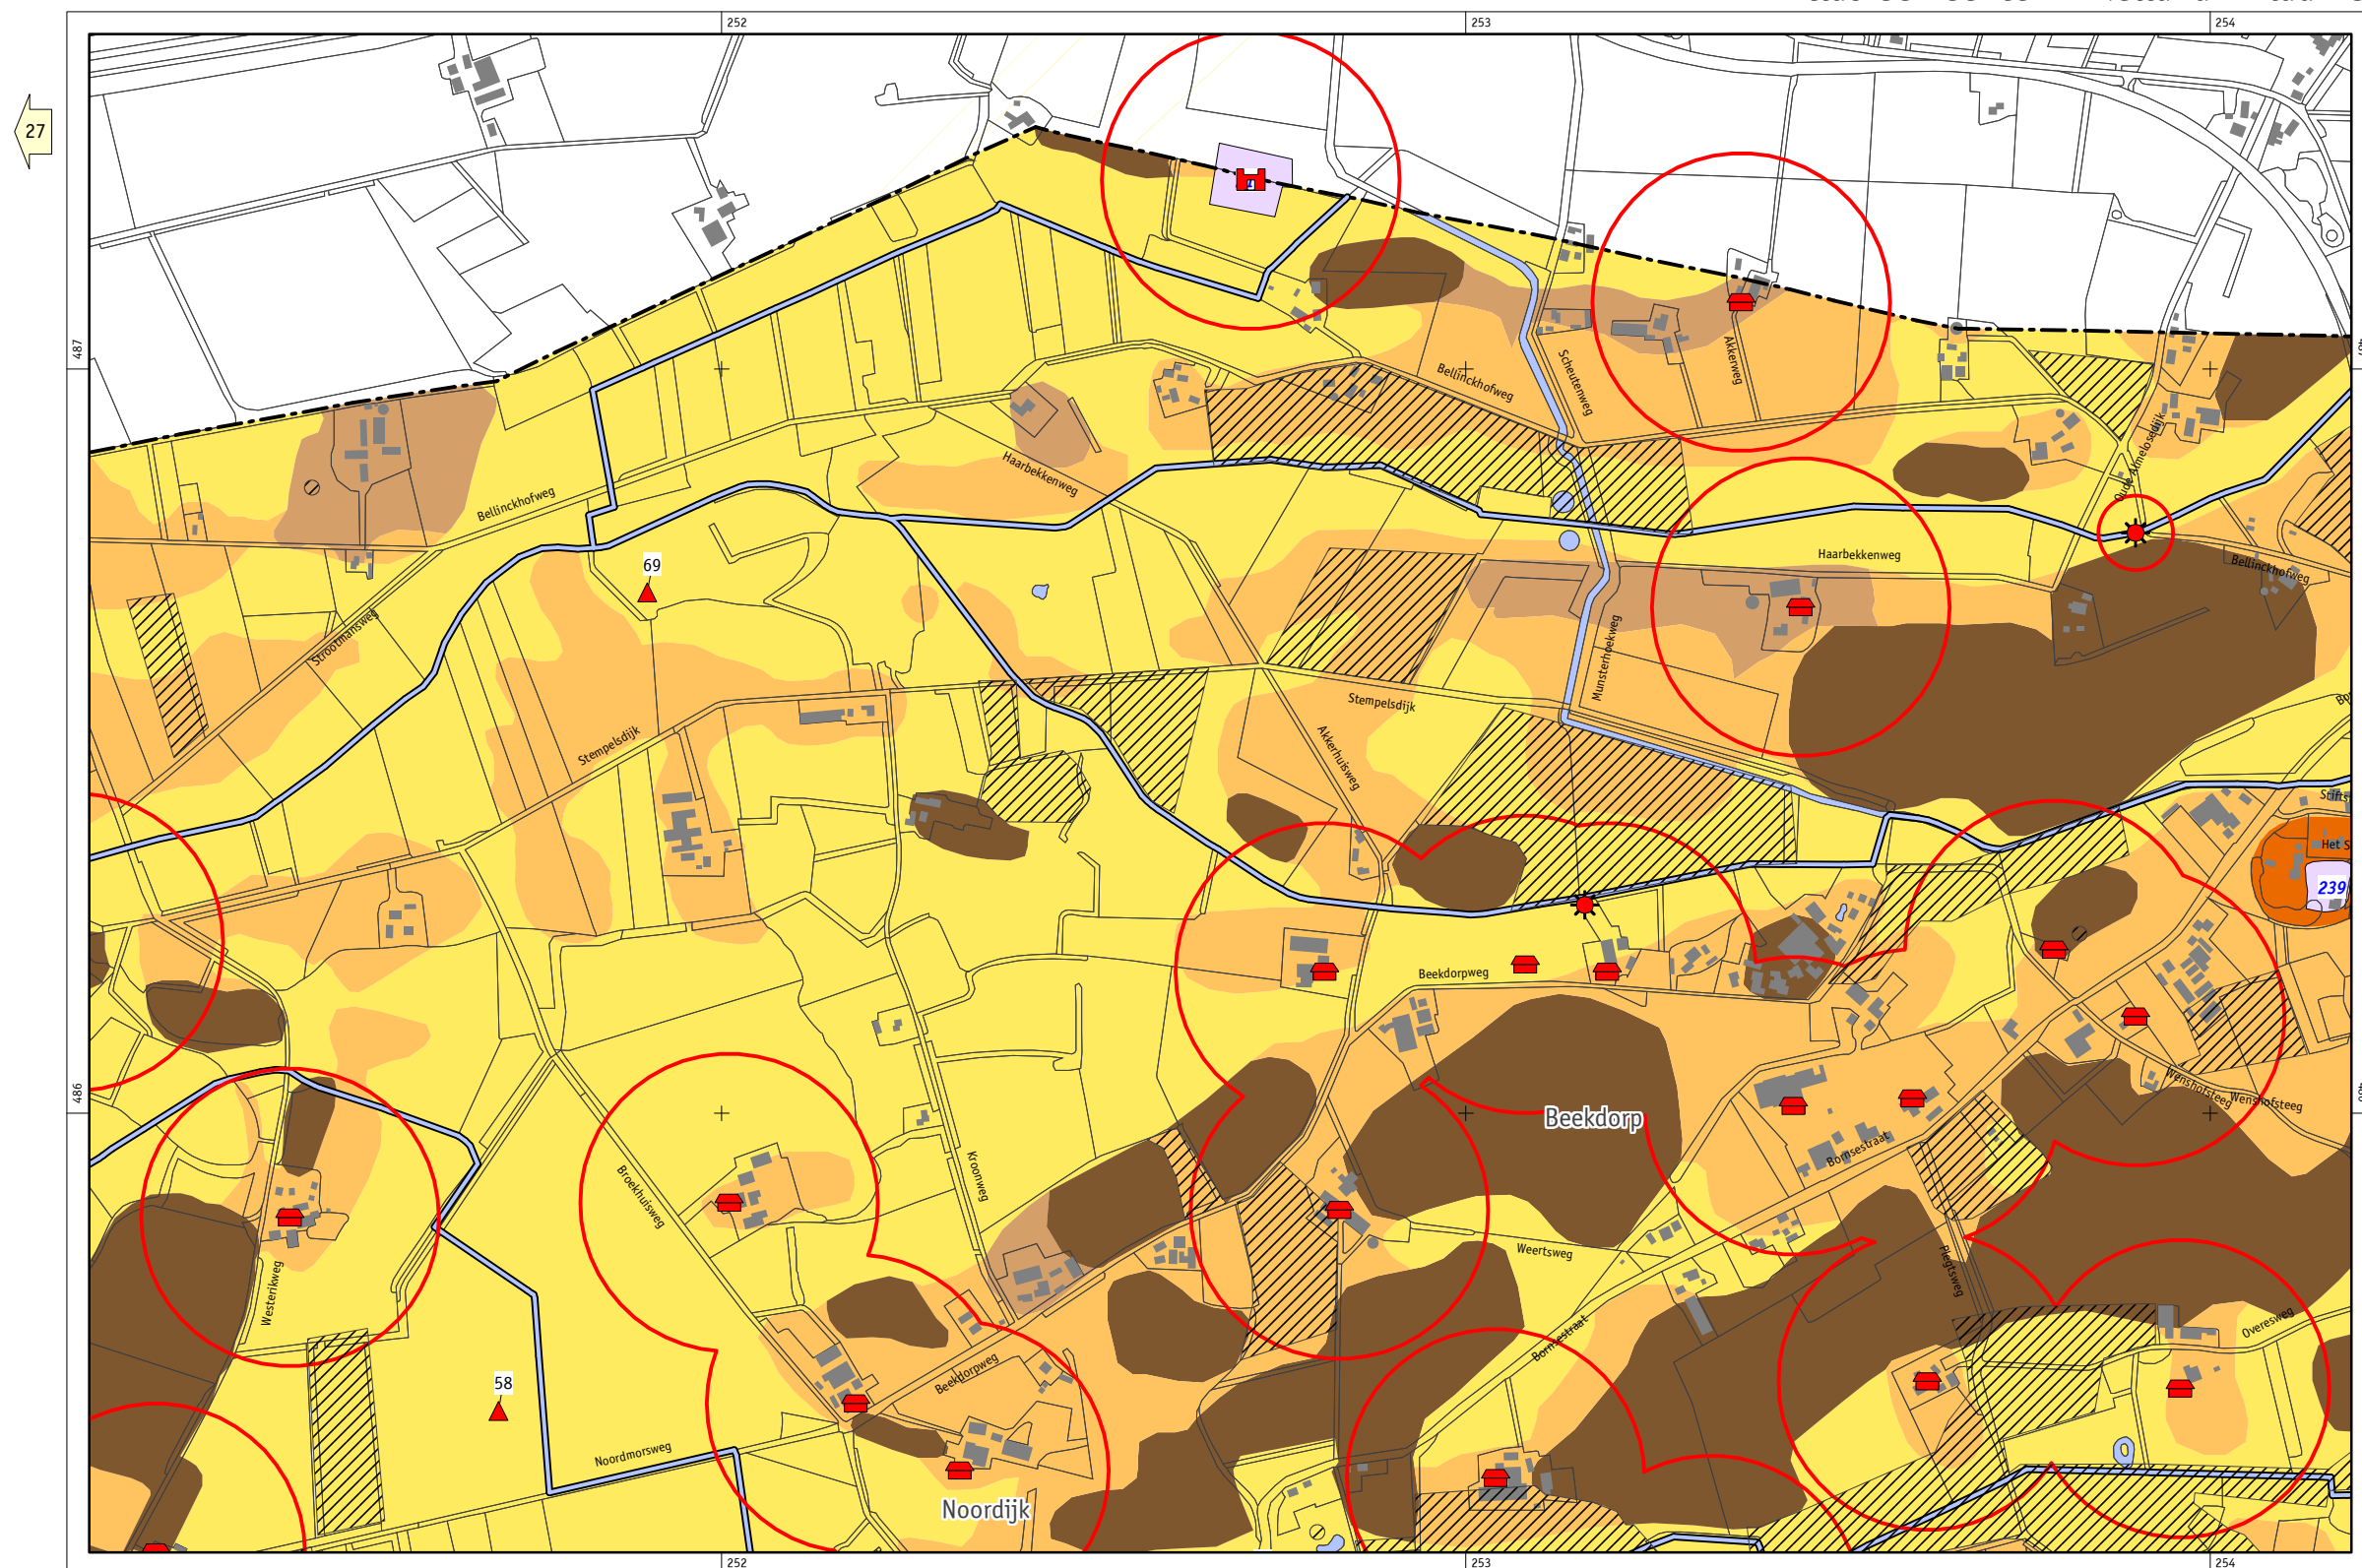 252
253
254
27
487
Bellinckhofweg
Scheutenweg
Akkerweg
Haarbekkenweg
Oude Almelosedijk
Bellinckhofweg
Haarbekkenweg
Bellinckhofweg
69
Strootmansweg
Munsterhoekweg
Stempelsdijk
Stempelsdijk
Akkerhuisweg
Stifts
Het S
239
Beekdorpweg
486
Beekdorp
Wenshofsteeg
Wenshofsteeg
Bornsestraat
Broekhuisweg
Kroonweg
Weertsweg
Plegtsweg
Westerikweg
Bornsestraat
Overesweg
Beekdorpweg
58
Noordmorsweg
Noordijk
252
253
254